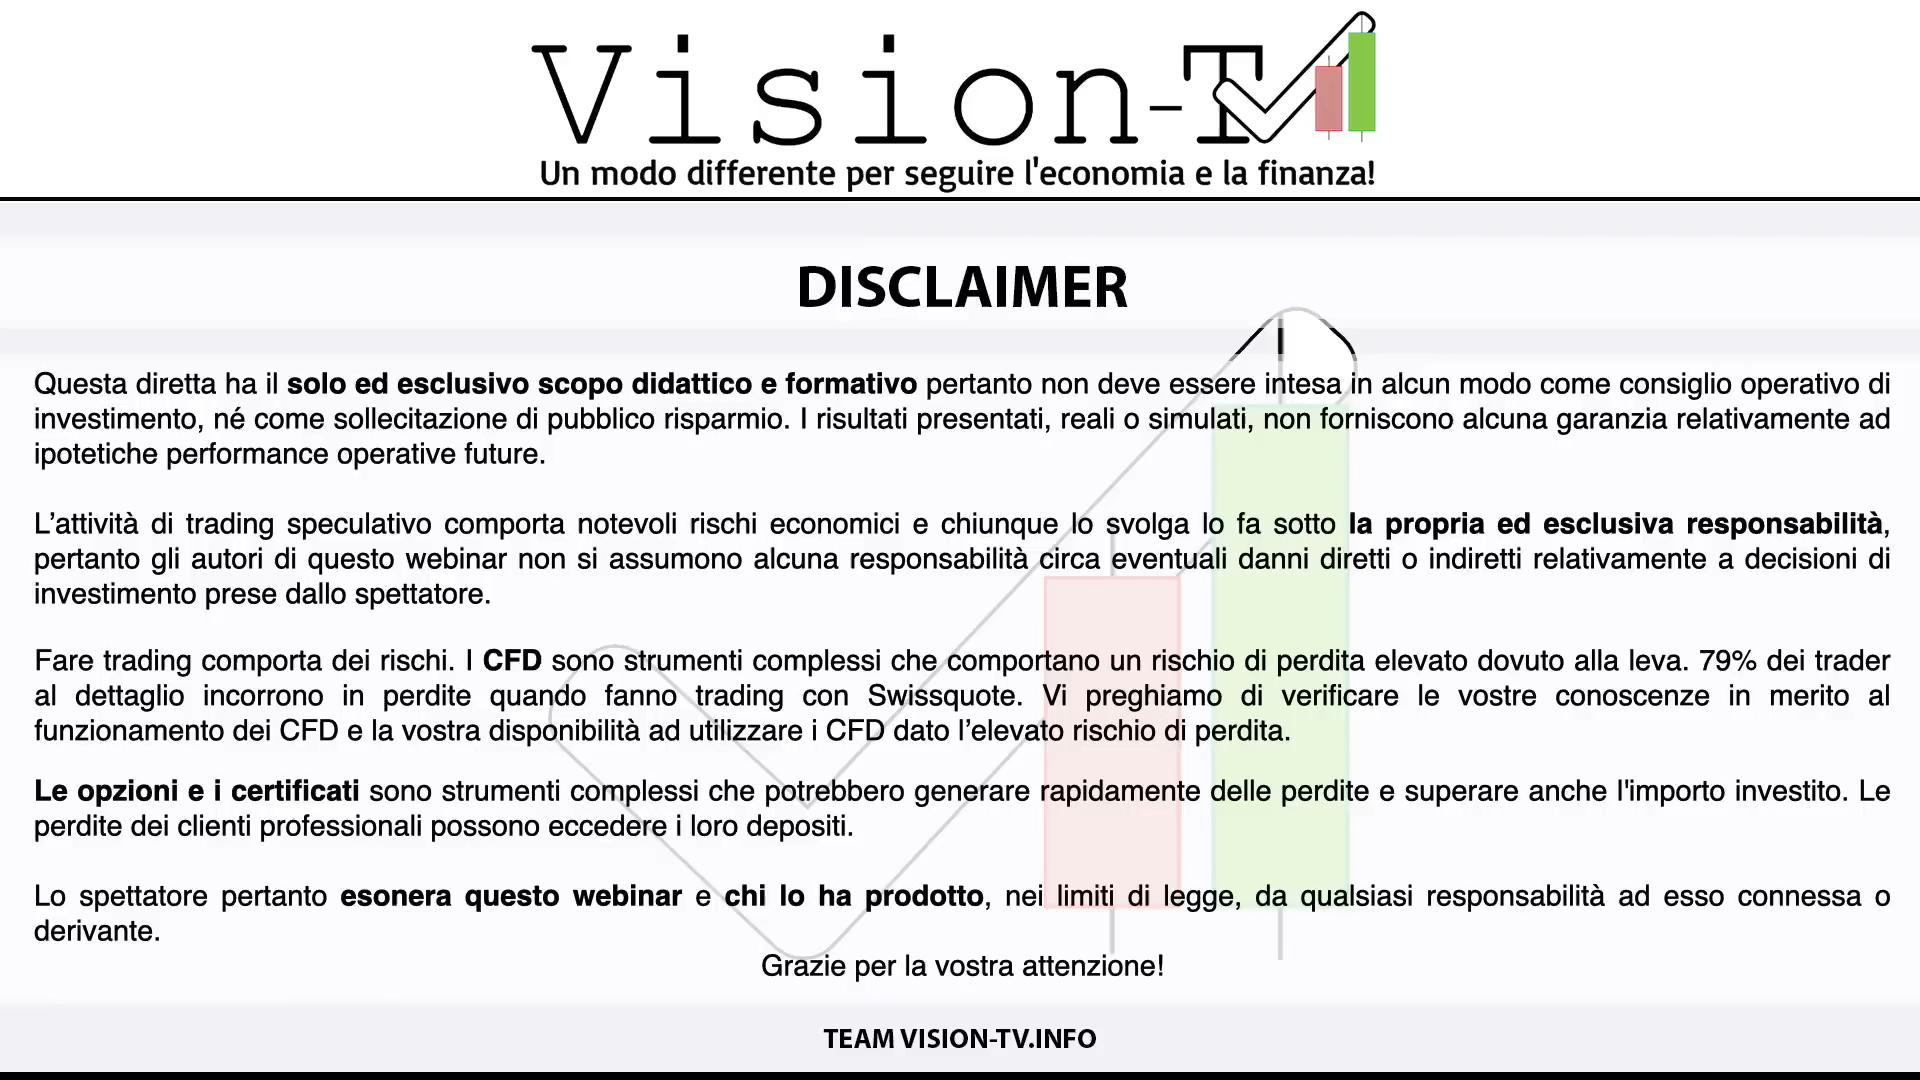 Vision-TV
Un modo differente per seguire l'economia e la finanza!
DISCLAIMER
Questa diretta ha il solo ed esclusivo scopo didattico e formativo pertanto non deve essere intesa in alcun modo come consiglio operativo di
investimento, né come sollecitazione di pubblico risparmio. I risultati presentati, reali o simulati, non forniscono alcuna garanzia relativamente ad
ipotetiche performance operative future.
L’attività di trading speculativo comporta notevoli rischi economici e chiunque lo svolga lo fa sotto la propria ed esclusiva responsabilità,
pertanto gli autori di questo webinar non si assumono alcuna responsabilità circa eventuali danni diretti o indiretti relativamente a decisioni di
investimento prese dallo spettatore.
Fare trading comporta dei rischi. I CFD sono strumenti complessi che comportano un rischio di perdita elevato dovuto alla leva. 79% dei trader
al dettaglio incorrono in perdite quando fanno trading con Swissquote. Vi preghiamo di verificare le vostre conoscenze in merito al
funzionamento dei CFD e la vostra disponibilità ad utilizzare i CFD dato l’elevato rischio di perdita.
Le opzioni e i certificati sono strumenti complessi che potrebbero generare rapidamente delle perdite e superare anche l'importo investito. Le
perdite dei clienti professionali possono eccedere i loro depositi.
Lo spettatore pertanto esonera questo webinar e chi lo ha prodotto, nei limiti di legge, da qualsiasi responsabilità ad esso connessa o
derivante.
Grazie per la vostra attenzione!
TEAM VISION-TV.INFO